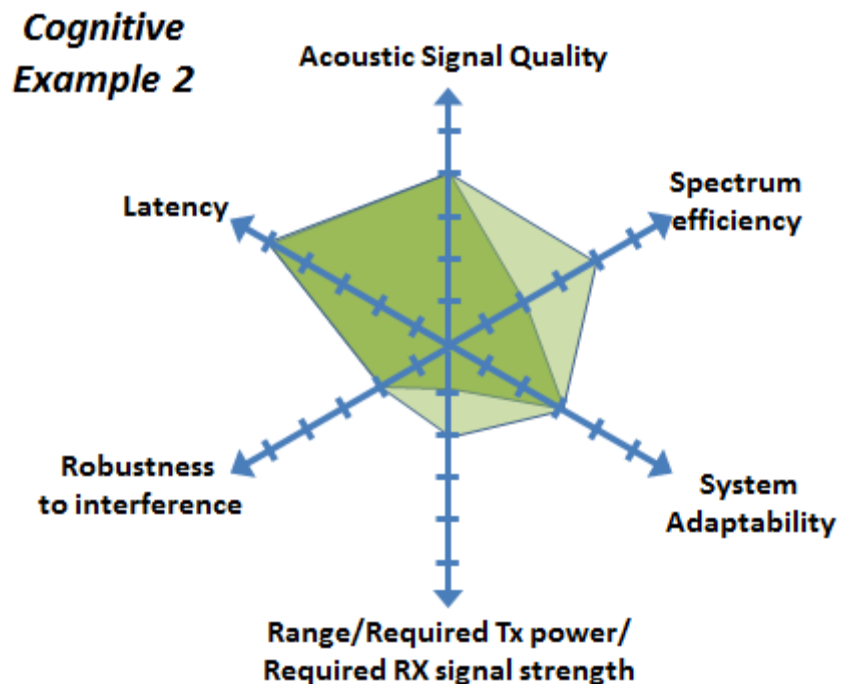 Cognitive
Example 2
Acoustic Signal Quality
Spectrum
efficiency
Latency
Robustness
to interference
System
Adaptability
Range/Required Tx power/
Required RX signal strength